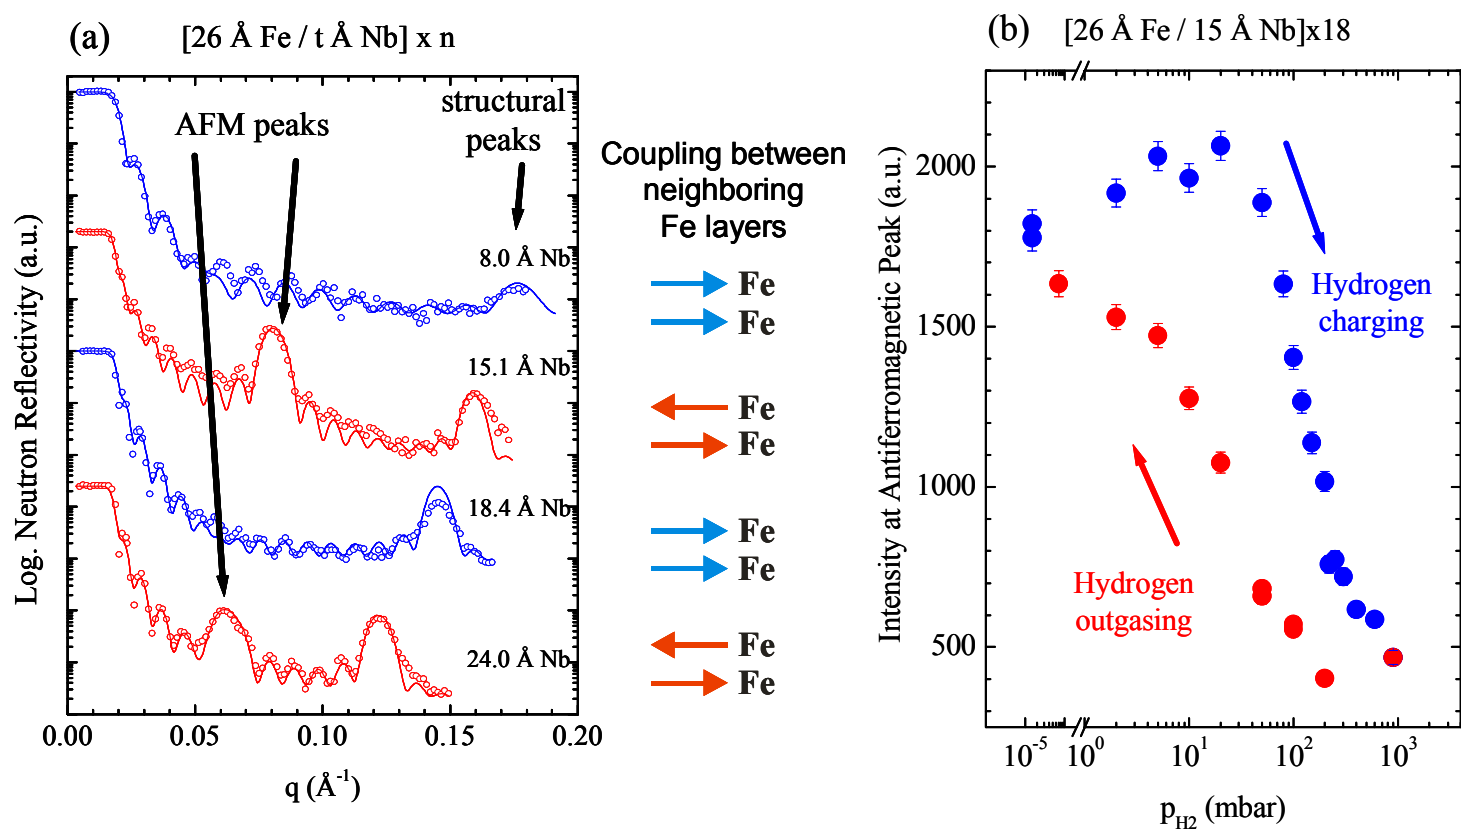 (a)
[26 Å Fe / t Å Nb] x n
Log. Neutron Reflectivity (a.u.)
AFM peaks
structural
peaks
8.0 Å Nb
15.1 Å Nb
18.4 Å Nb
24.0 Å Nb
0.00
0.05
0.10
0.15
0.20
q (Å-1)
Coupling between
neighboring
Fe layers
Fe
Fe
Fe
Fe
Fe
Fe
Fe
Fe
(b)
[26 Å Fe / 15 Å Nb]x18
Intensity at Antiferromagnetic Peak (a.u.)
2000
1500
1000
500
Hydrogen
charging
Hydrogen
outgasing
10-5
100
101
102
103
pH2 (mbar)